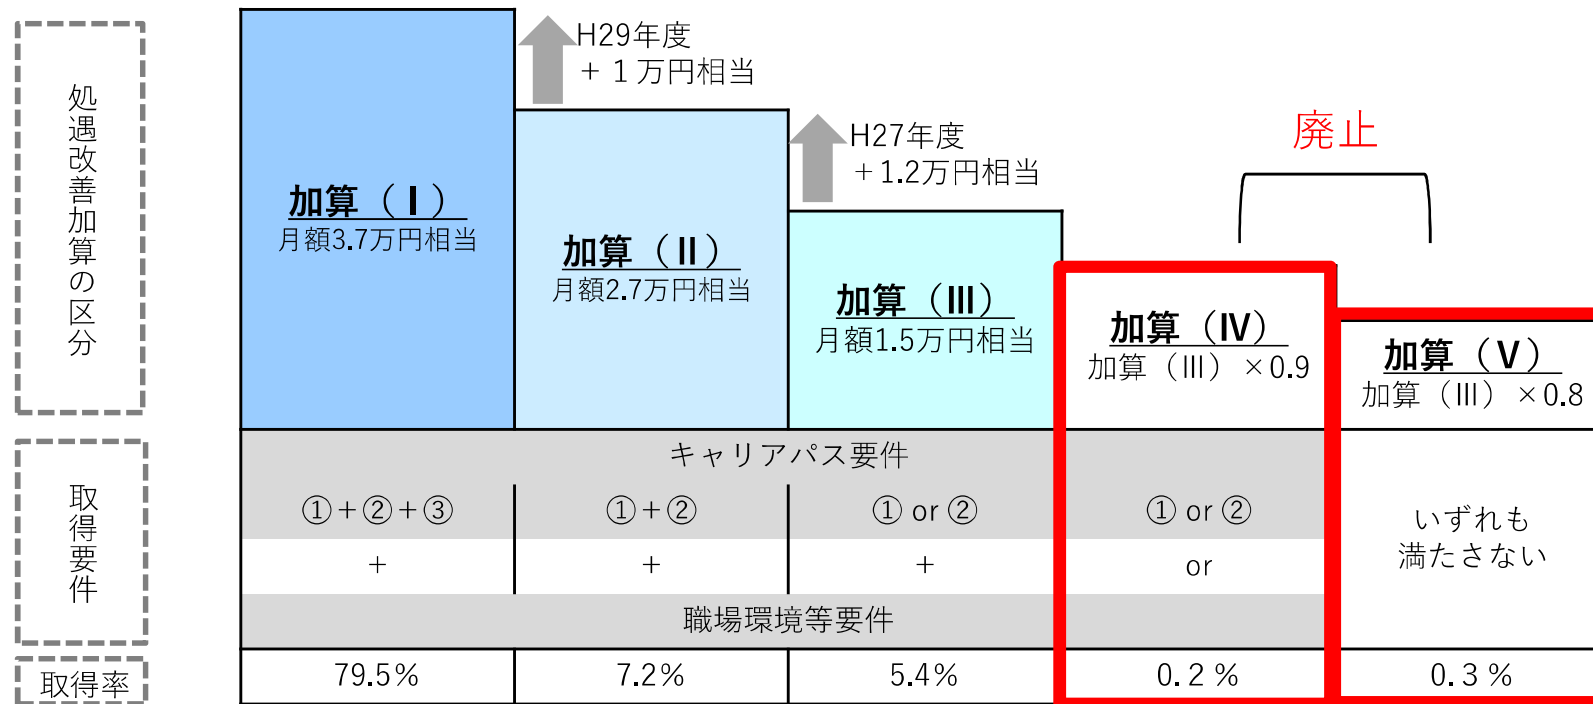 処遇改善加算の区分
H29年度
+ 1 万円相当
H27年度
+ 1.2万円相当
廃止
加算（Ⅰ）
月額3.7万円相当
加算（Ⅱ）
月額2.7万円相当
加算（Ⅲ）
月額1.5万円相当
加算（Ⅳ）
加算（Ⅲ）×0.9
加算（Ⅴ）
加算（Ⅲ）×0.8
取得要件
キャリアパス要件
①+②+③
①+②
① or ②
① or ②
いずれも
満たさない
+
+
+
or
職場環境等要件
取得率
79.5%
7.2%
5.4%
0.2 %
0.3 %